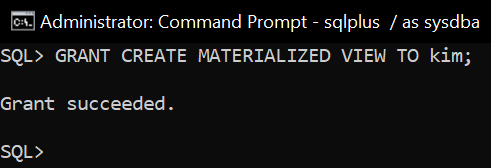 Administrator: Command Prompt - sqlplus / as sysdba
SQL> GRANT CREATE MATERIALIZED VIEW TO kim;
Grant succeeded.
SQL>